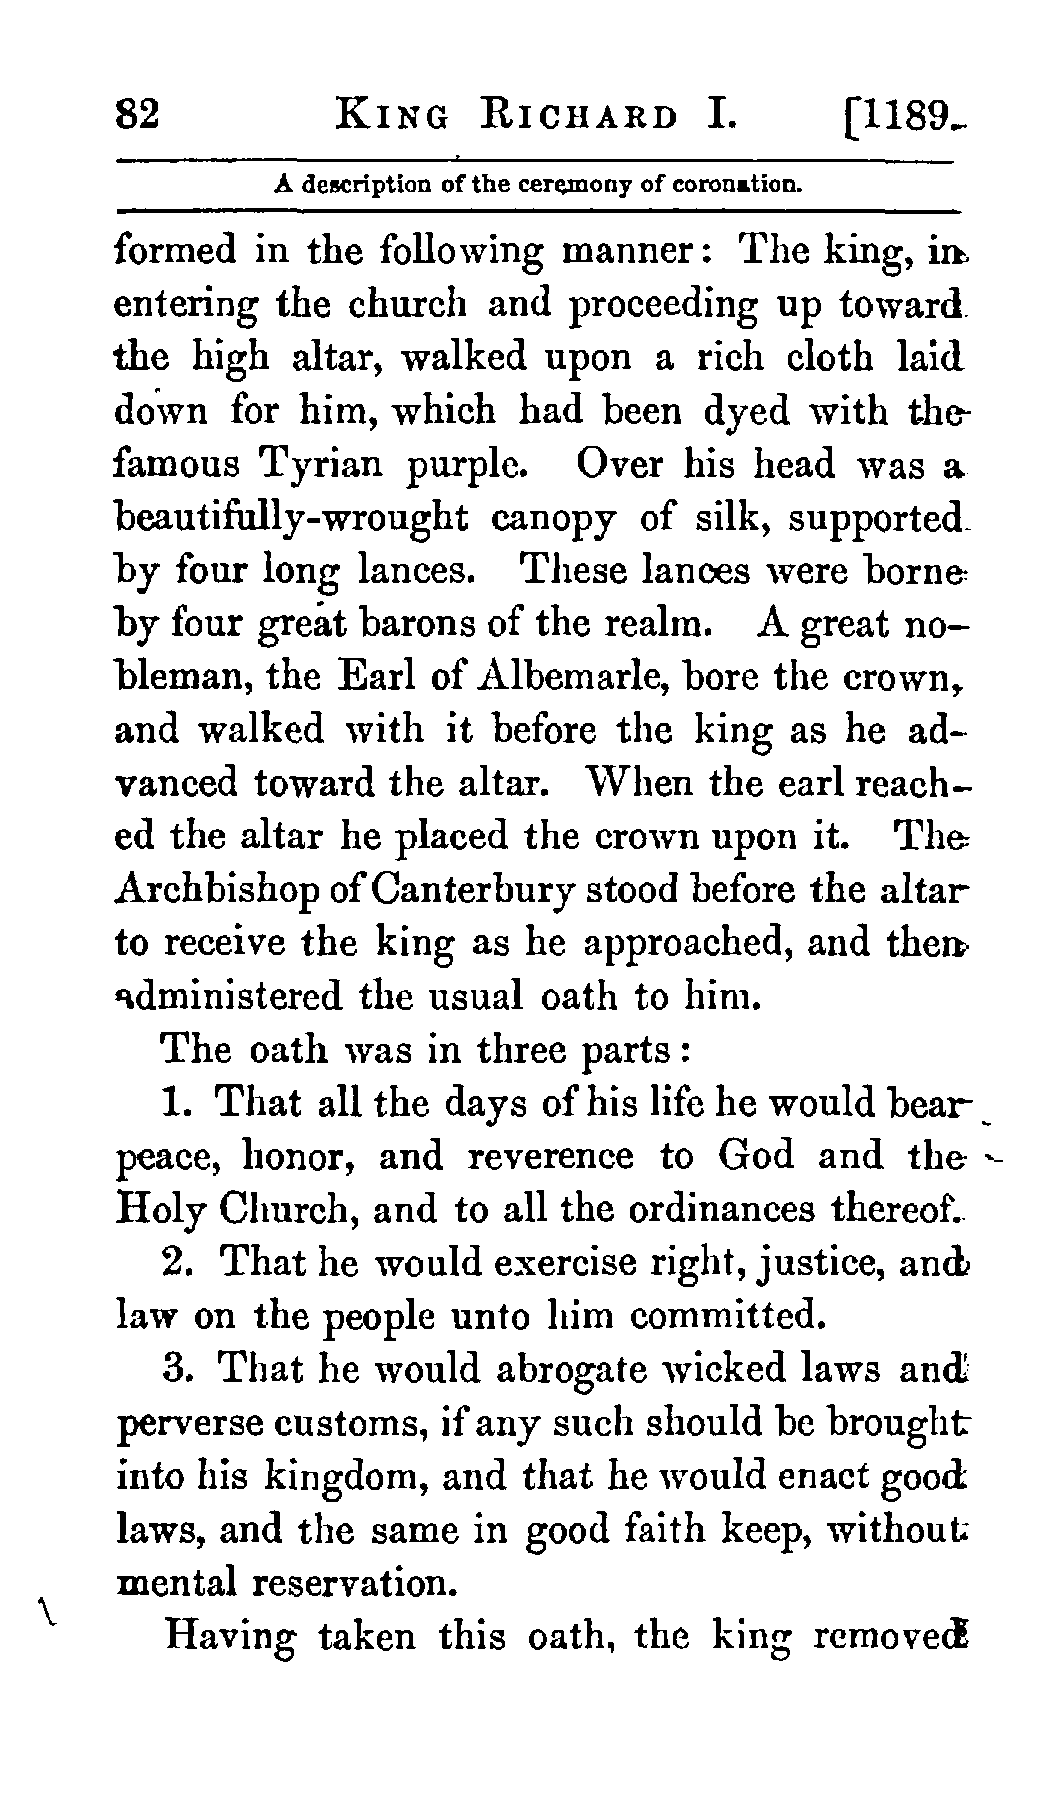 82 KING RICHARD I. [1189.
A description of the ceremony of coronation.
formed in the following manner: The king, in
entering the church and proceeding up toward
the high altar, walked upon a rich cloth laid
down for him, which had been dyed with the
famous Tyrian purple. Over his head was a
beautifully-wrought canopy of silk, supported
by four long lances. These lances were borne
by four great barons of the realm. A great no-
bleman, the Earl of Albemarle, bore the crown,
and walked with it before the king as he ad-
vanced toward the altar. When the earl reach-
ed the altar he placed the crown upon it. The
Archbishop of Canterbury stood before the altar
to receive the king as he approached, and then
administered the usual oath to him.
The oath was in three parts:
1. That all the days of his life he would bear
peace, honor, and reverence to God and the
Holy Church, and to all the ordinances thereof.
2. That he would exercise right, justice, and
law on the people unto him committed.
3. That he would abrogate wicked laws and
perverse customs, if any such should be brought
into his kingdom, and that he would enact good
laws, and the same in good faith keep, without
mental reservation.
Having taken this oath, the king removed